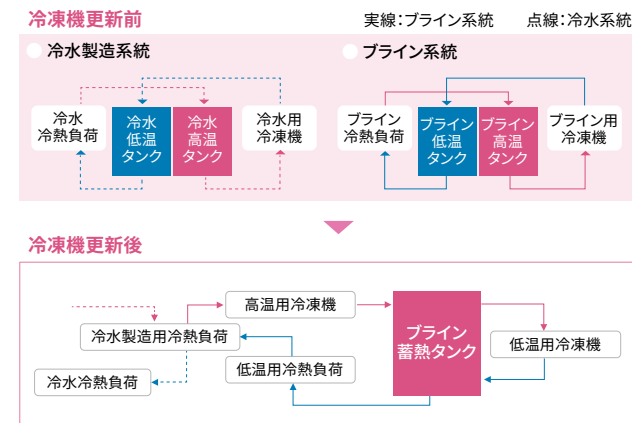 冷凍機更新前
実線：ブライン系統　点線：冷水系統
冷水製造系統
冷水
冷熱負荷
冷水
低温
タンク
冷水
高温
タンク
冷水用
冷凍機
ブライン系統
ブライン
冷熱負荷
ブライン
低温
タンク
ブライン
高温
タンク
ブライン用
冷凍機
冷凍機更新後
高温用冷凍機
冷水製造用冷熱負荷
ブライン
蓄熱タンク
低温用冷凍機
低温用冷熱負荷
冷水冷熱負荷